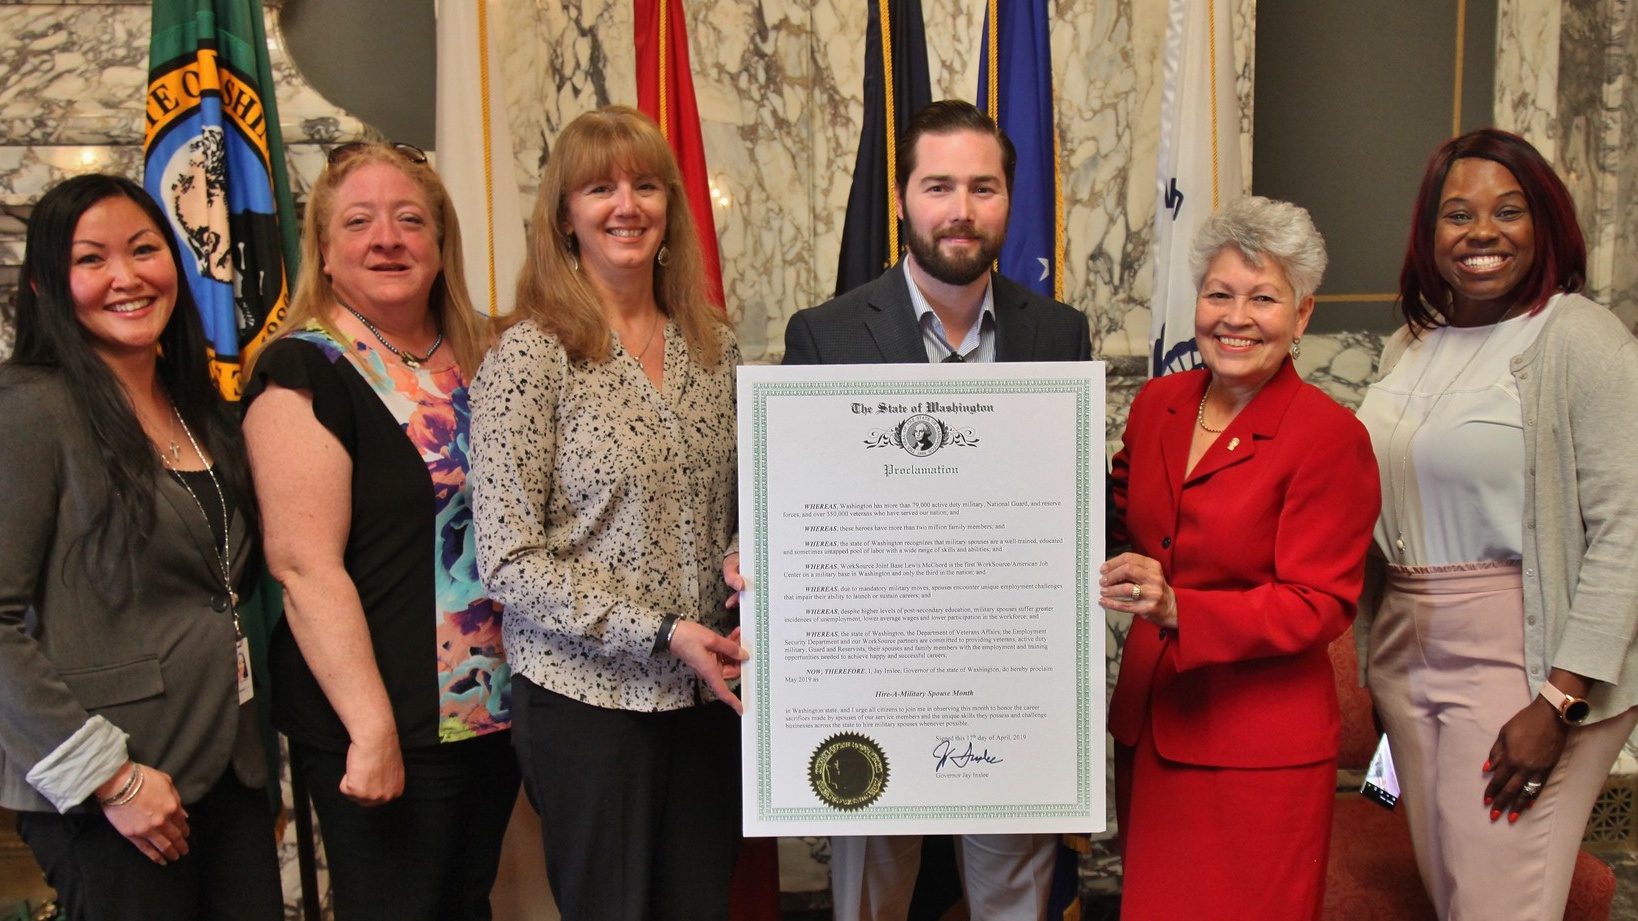 TE OF
SHI
1889
The State of Washington
Proclamation
WHEREAS, Washington has more than 79,000 active duty military, National Guard, and reserve
forces, and over 550,000 veterans who have served our nation; and
WHEREAS, these heroes have more than two million family members; and
WHEREAS, the state of Washington recognizes that military spouses are a well-trained, educated
and sometimes untapped pool of labor with a wide range of skills and abilities; and
WHEREAS, WorkSource Joint Base Lewis McChord is the first WorkSource/American Job
Center on a military base in Washington and only the third in the nation; and
WHEREAS, due to mandatory military moves, spouses encounter unique employment challenges
that impair their ability to launch or sustain careers; and
WHEREAS, despite higher levels of post-secondary education, military spouses suffer greater
incidences of unemployment, lower average wages and lower participation in the workforce; and
WHEREAS, the state of Washington, the Department of Veterans Affairs, the Employment
Security Department and our WorkSource partners are committed to providing veterans, active duty
military, Guard and Reservists, their spouses and family members with the employment and training
opportunities needed to achieve happy and successful careers;
NOW, THEREFORE, I, Jay Inslee, Governor of the state of Washington, do hereby proclaim
May 2019 as
Hire-A-Military Spouse Month
in Washington state, and I urge all citizens to join me in observing this month to honor the career
sacrifices made by spouses of our service members and the unique skills they possess and challenge
businesses across the state to hire military spouses whenever possible.
Signed this 17th day of April, 2019
Jay Inslee
Governor Jay Inslee